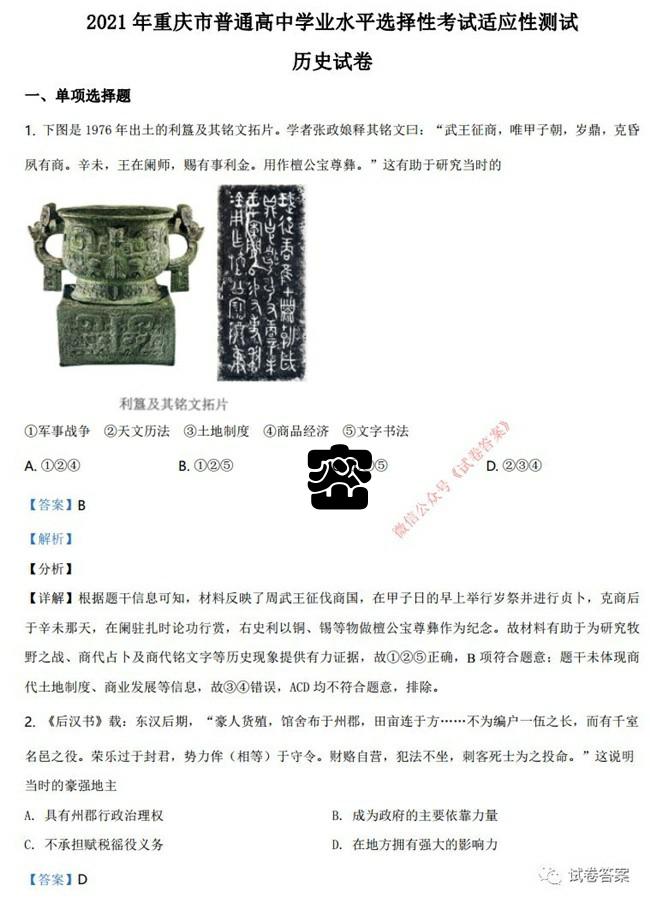 2021 年重庆市普通高中学业水平选择性考试适应性测试
历史试卷
一、单项选择题
1. 下图是 1976 年出土的利簋及其铭文拓片。学者张政娘释其铭文曰：“武王征商，唯甲子朝，岁鼎，克昏
夙有商。辛未，王在阑师，赐有事利金。用作檀公宝尊彝。”这有助于研究当时的
利簋及其铭文拓片
①军事战争 ②天文历法 ③土地制度 ④商品经济 ⑤文字书法
A. ①②④ B. ①②⑤ ⑤ D. ②③④
微信公众号《试卷答案》
【答案】B
【解析】
【分析】
【详解】根据题干信息可知，材料反映了周武王征伐商国，在甲子日的早上举行岁祭并进行贞卜，克商后
于辛未那天，在阑驻扎时论功行赏，右史利以铜、锡等物做檀公宝尊彝作为纪念。故材料有助于为研究牧
野之战、商代占卜及商代铭文字等历史现象提供有力证据，故①②⑤正确，B 项符合题意；题干未体现商
代土地制度、商业发展等信息，故③④错误，ACD 均不符合题意，排除。
2. 《后汉书》载：东汉后期，“豪人货殖，馆舍布于州郡，田亩连于方……不为编户一伍之长，而有千室
名邑之役。荣乐过于封君，势力侔（相等）于守令。财赂自营，犯法不坐，刺客死士为之投命。”这说明
当时的豪强地主
A. 具有州郡行政治理权 B. 成为政府的主要依靠力量
C. 不承担赋税徭役义务 D. 在地方拥有强大的影响力
【答案】D
试卷答案